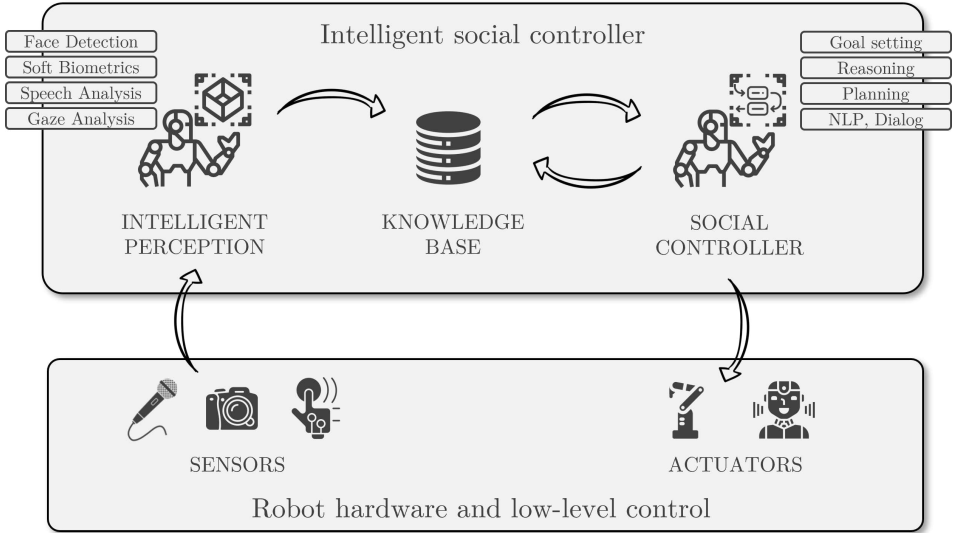 Intelligent social controller
Face Detection
Soft Biometrics
Speech Analysis
Gaze Analysis
Goal setting
Reasoning
Planning
NLP, Dialog
INTELLIGENT
PERCEPTION
KNOWLEDGE
BASE
SOCIAL
CONTROLLER
SENSORS
ACTUATORS
Robot hardware and low-level control